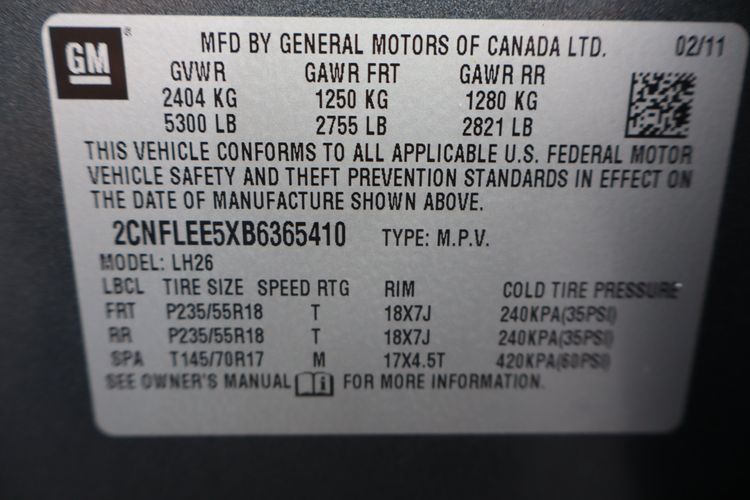 GM ® MFD BY GENERAL MOTORS OF CANADA LTD. 02/11
GVWR GAWR FRT GAWR RR
2404 KG 1250 KG 1280 KG
5300 LB 2755 LB 2821 LB
THIS VEHICLE CONFORMS TO ALL APPLICABLE U.S. FEDERAL MOTOR
VEHICLE SAFETY AND THEFT PREVENTION STANDARDS IN EFFECT ON
THE DATE OF MANUFACTURE SHOWN ABOVE.
2CNFLEE5XB6365410 TYPE: M.P.V.
MODEL: LH26
LBCL TIRE SIZE SPEED RTG RIM COLD TIRE PRESSURE
FRT P235/55R18 T 18X7J 240KPA(35PSI)
RR P235/55R18 T 18X7J 240KPA(35PSI)
SPA T145/70R17 M 17X4.5T 420KPA(60PSI)
SEE OWNER'S MANUAL i FOR MORE INFORMATION.